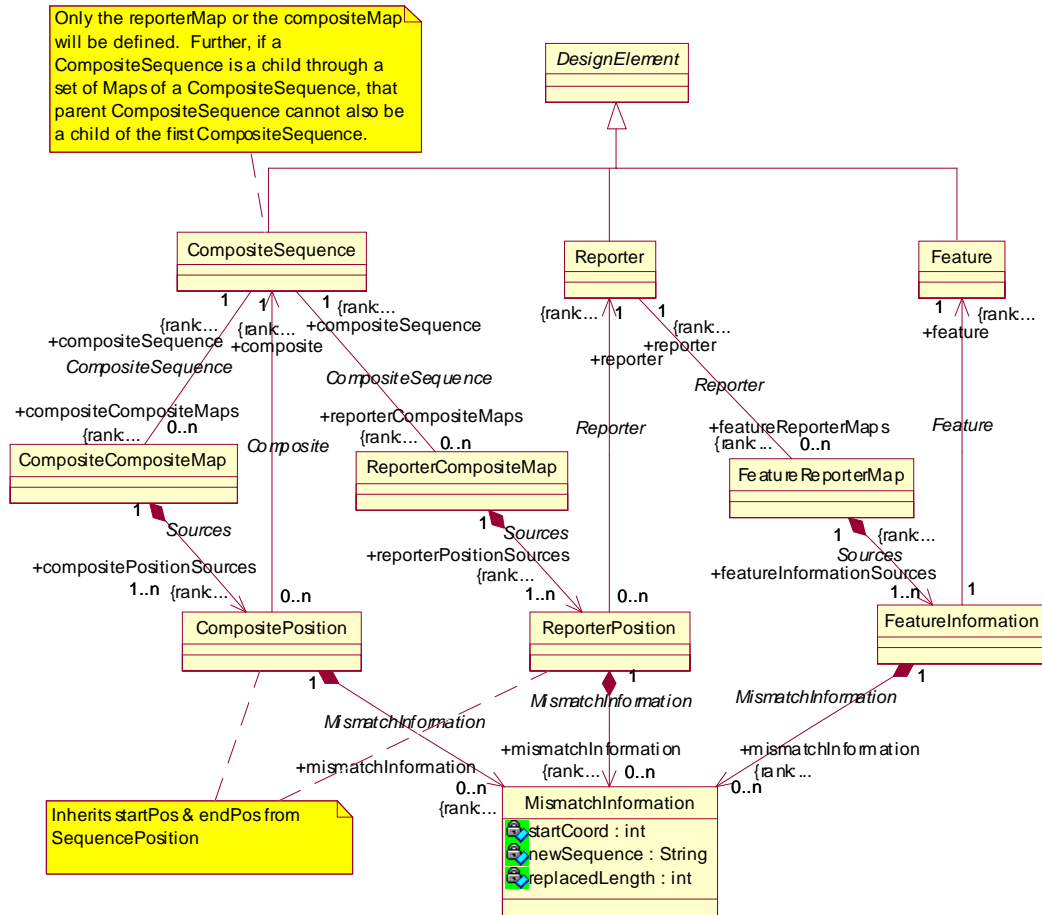 Only the reporterMap or the compositeMap
will be defined. Further, if a
CompositeSequence is a child through a
set of Maps of a CompositeSequence, that
parent CompositeSequence cannot also be
a child of the first CompositeSequence.
DesignElement
CompositeSequence
Reporter
Feature
1
1
1
{rank:...
{rank:...
{rank:...
+compositeSequence
+composite
+compositeSequence
CompositeSequence
CompositeSequence
Composite
{rank:...
1
1
{rank:...
+reporter
+reporter
Reporter
Reporter
1
{rank:...
+feature
Feature
+compositeCompositeMaps
{rank:...
0..n
+reporterCompositeMaps
{rank:...
0..n
+featureReporterMaps
{rank:...
0..n
CompositeCompositeMap
ReporterCompositeMap
FeatureReporterMap
1
Sources
+compositePositionSources
1..n
{rank:...
0..n
1
Sources
+reporterPositionSources
{rank:...
1..n
0..n
1
{rank:...
Sources
+featureInformationSources
1..n
1
CompositePosition
ReporterPosition
FeatureInformation
1
MismatchInformation
+mismatchInformation
0..n
{rank:...
1
MismatchInformation
+mismatchInformation
{rank:...
0..n
1
MismatchInformation
+mismatchInformation
{rank:...
0..n
Inherits startPos & endPos from
SequencePosition
MismatchInformation
startCoord : int
newSequence : String
replacedLength : int